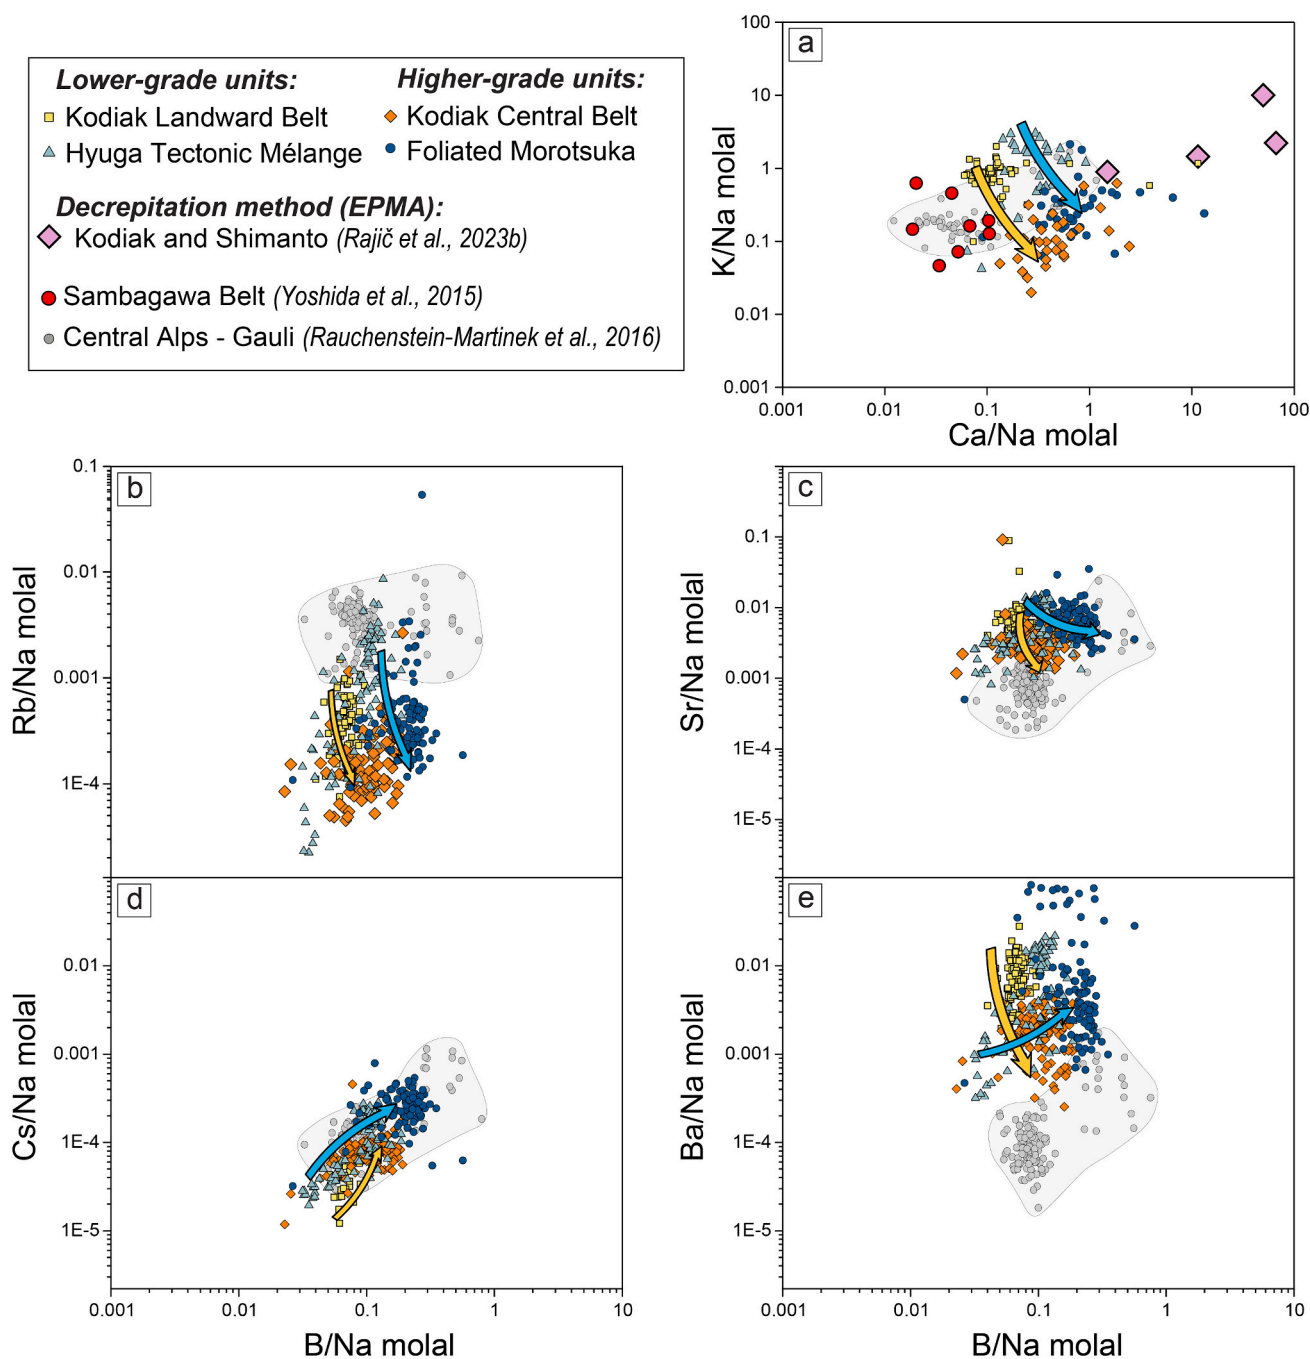 Lower-grade units: Higher-grade units:
Kodiak Landward Belt Kodiak Central Belt
Hyuga Tectonic Mélange Foliated Morotsuka
Decrepitation method (EPMA):
Kodiak and Shimanto (Rajič et al., 2023b)
Sambagawa Belt (Yoshida et al., 2015)
Central Alps - Gauli (Rauchenstein-Martinek et al., 2016)
a
K/Na molal
100
10
1
0.1
0.01
0.001
0.001 0.01 0.1 1 10 100
Ca/Na molal
b
Rb/Na molal
0.1
0.01
0.001
1E-4
c
Sr/Na molal
0.1
0.01
0.001
1E-4
1E-5
d
Cs/Na molal
0.01
0.001
1E-4
1E-5
0.001 0.01 0.1 1 10
B/Na molal
e
Ba/Na molal
0.01
0.001
1E-4
1E-5
0.001 0.01 0.1 1 10
B/Na molal